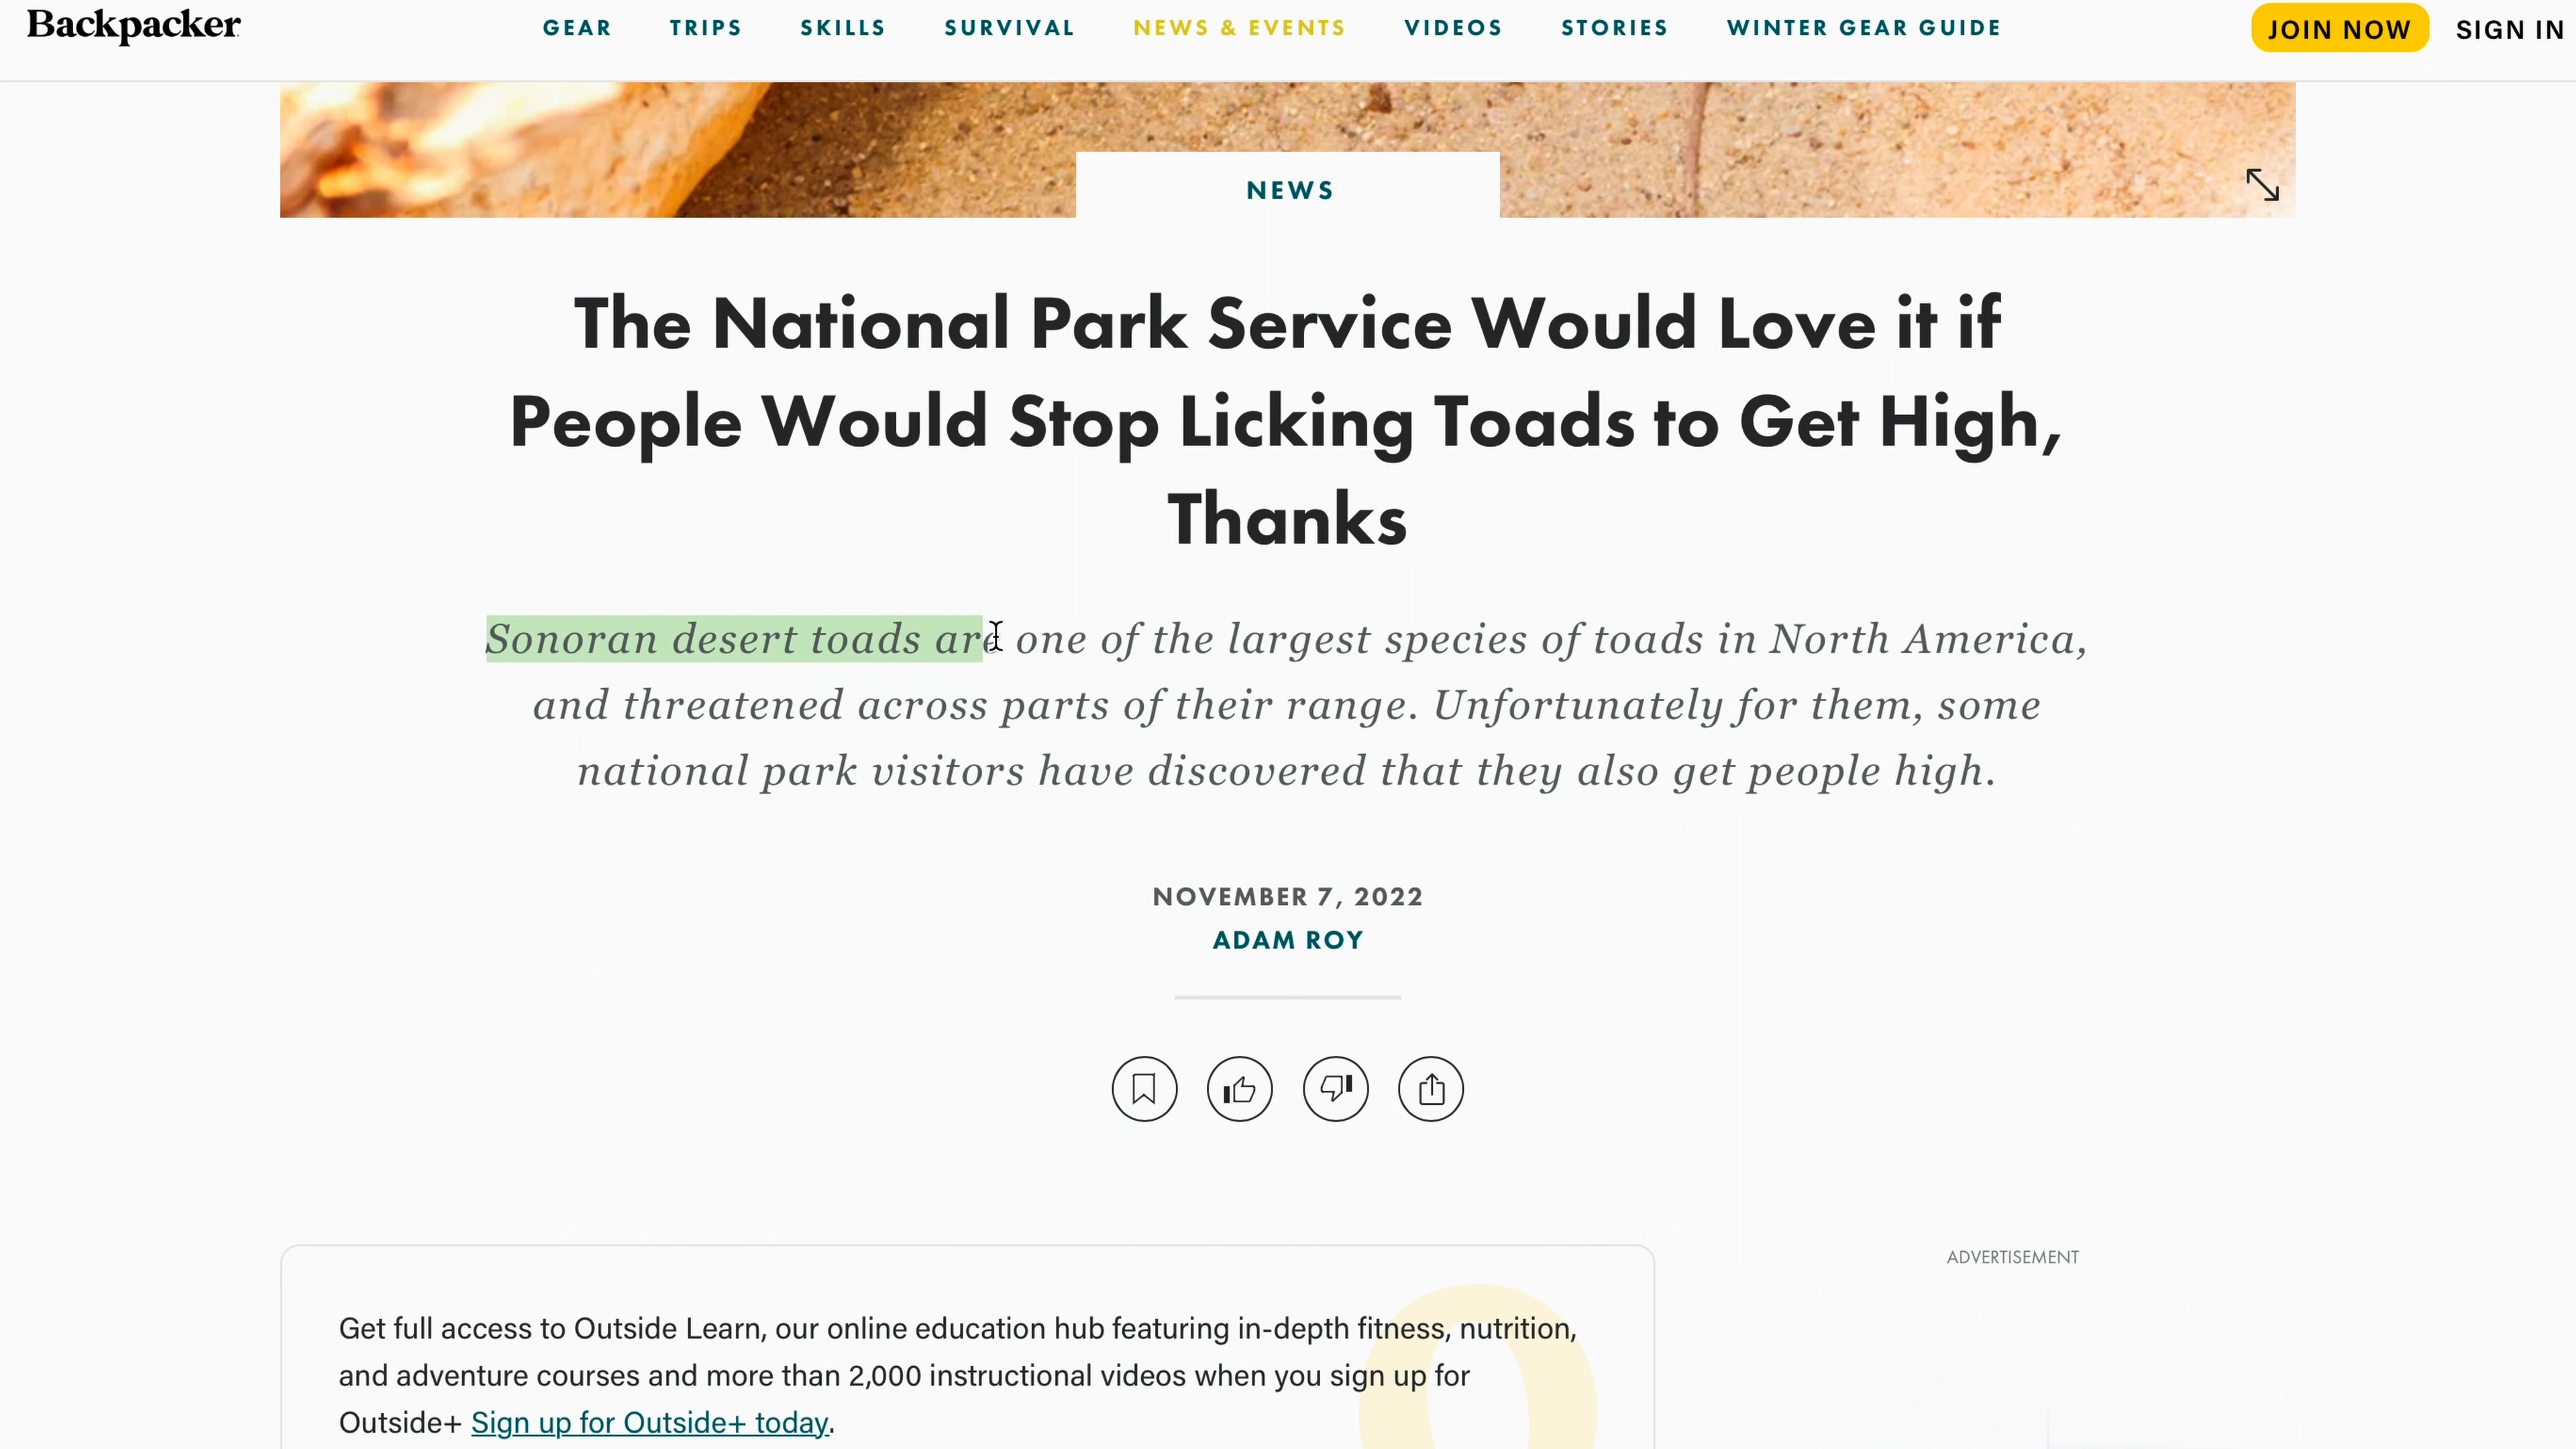 Backpacker
GEAR TRIPS SKILLS SURVIVAL NEWS & EVENTS VIDEOS STORIES WINTER GEAR GUIDE
JOIN NOW SIGN IN
NEWS
The National Park Service Would Love it if
People Would Stop Licking Toads to Get High,
Thanks
Sonoran desert toads are one of the largest species of toads in North America,
and threatened across parts of their range. Unfortunately for them, some
national park visitors have discovered that they also get people high.
NOVEMBER 7, 2022
ADAM ROY
ADVERTISEMENT
Get full access to Outside Learn, our online education hub featuring in-depth fitness, nutrition,
and adventure courses and more than 2,000 instructional videos when you sign up for
Outside+ Sign up for Outside+ today.